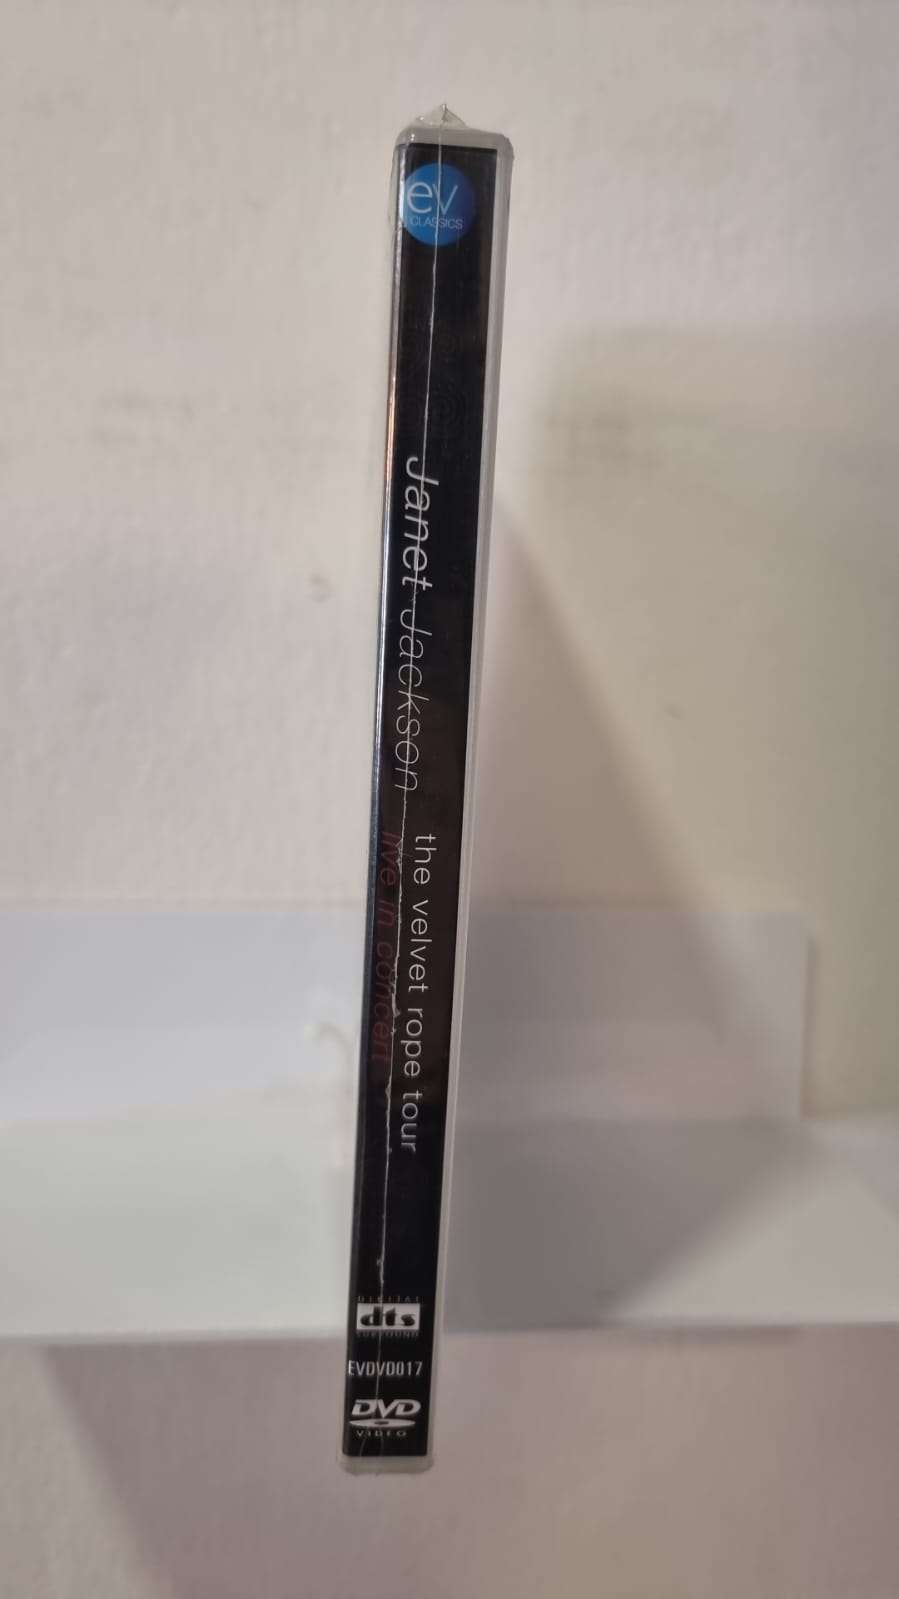 eV
CLASSICS
Janet Jackson
the velvet rope tour
live in concert
DIGITAL
dts
SURROUND
EVDVD017
DVD
VIDEO